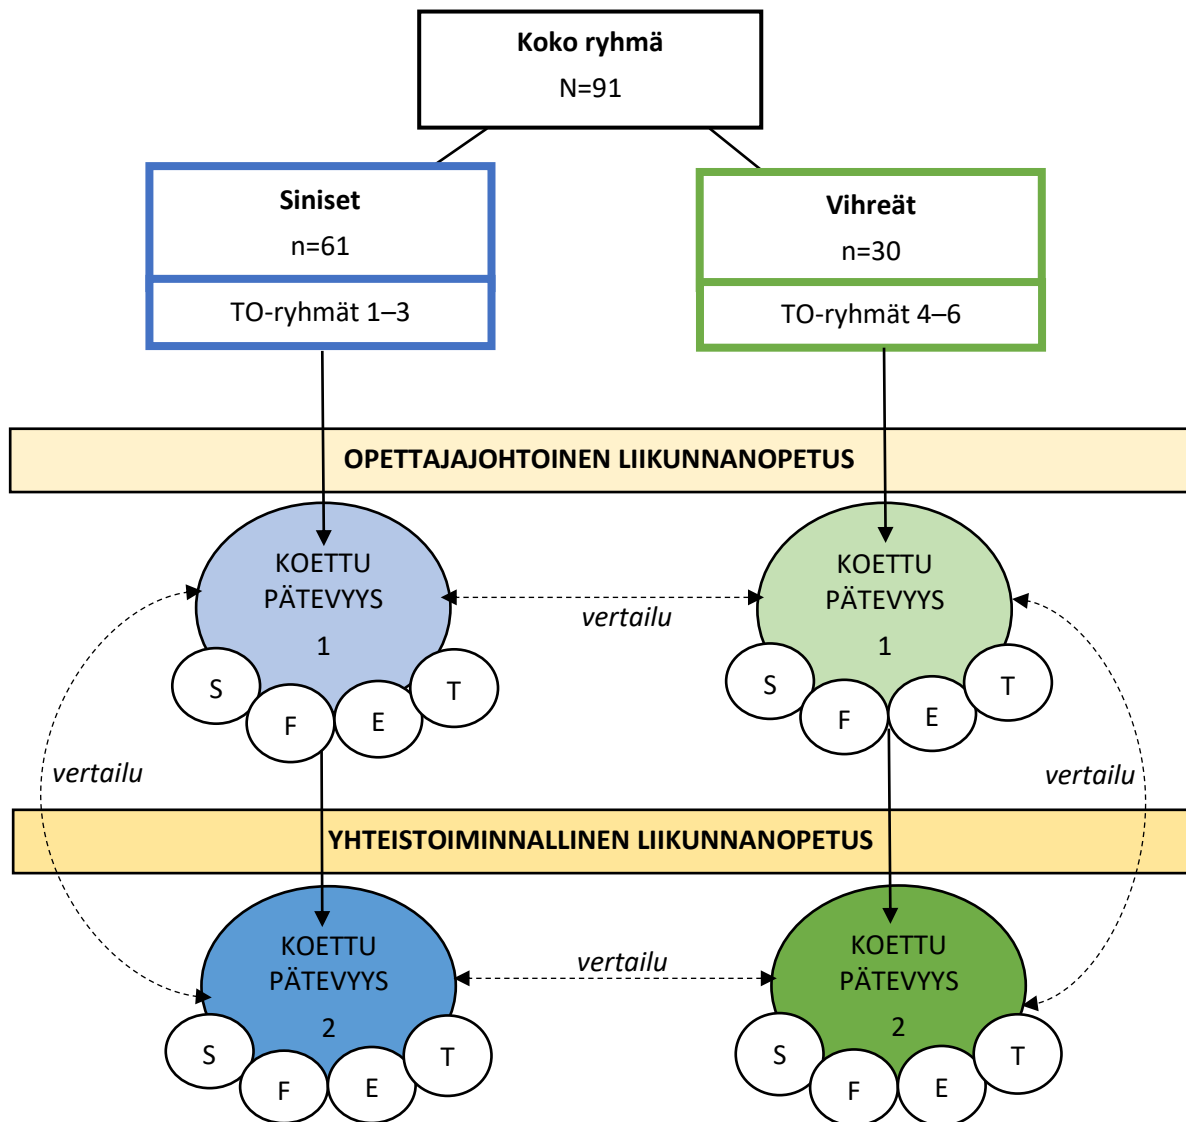 Koko ryhmä
N=91
Siniset
n=61
TO-ryhmät 1–3
Vihreät
n=30
TO-ryhmät 4–6
OPETTAJAJOHTOINEN LIIKUNNANOPETUS
KOETTU
PÄTEVYYS
1
S
F
E
T
vertailu
KOETTU
PÄTEVYYS
1
S
F
E
T
vertailu
vertailu
YHTEISTOIMINNALLINEN LIIKUNNANOPETUS
KOETTU
PÄTEVYYS
2
S
F
E
T
vertailu
KOETTU
PÄTEVYYS
2
S
F
E
T